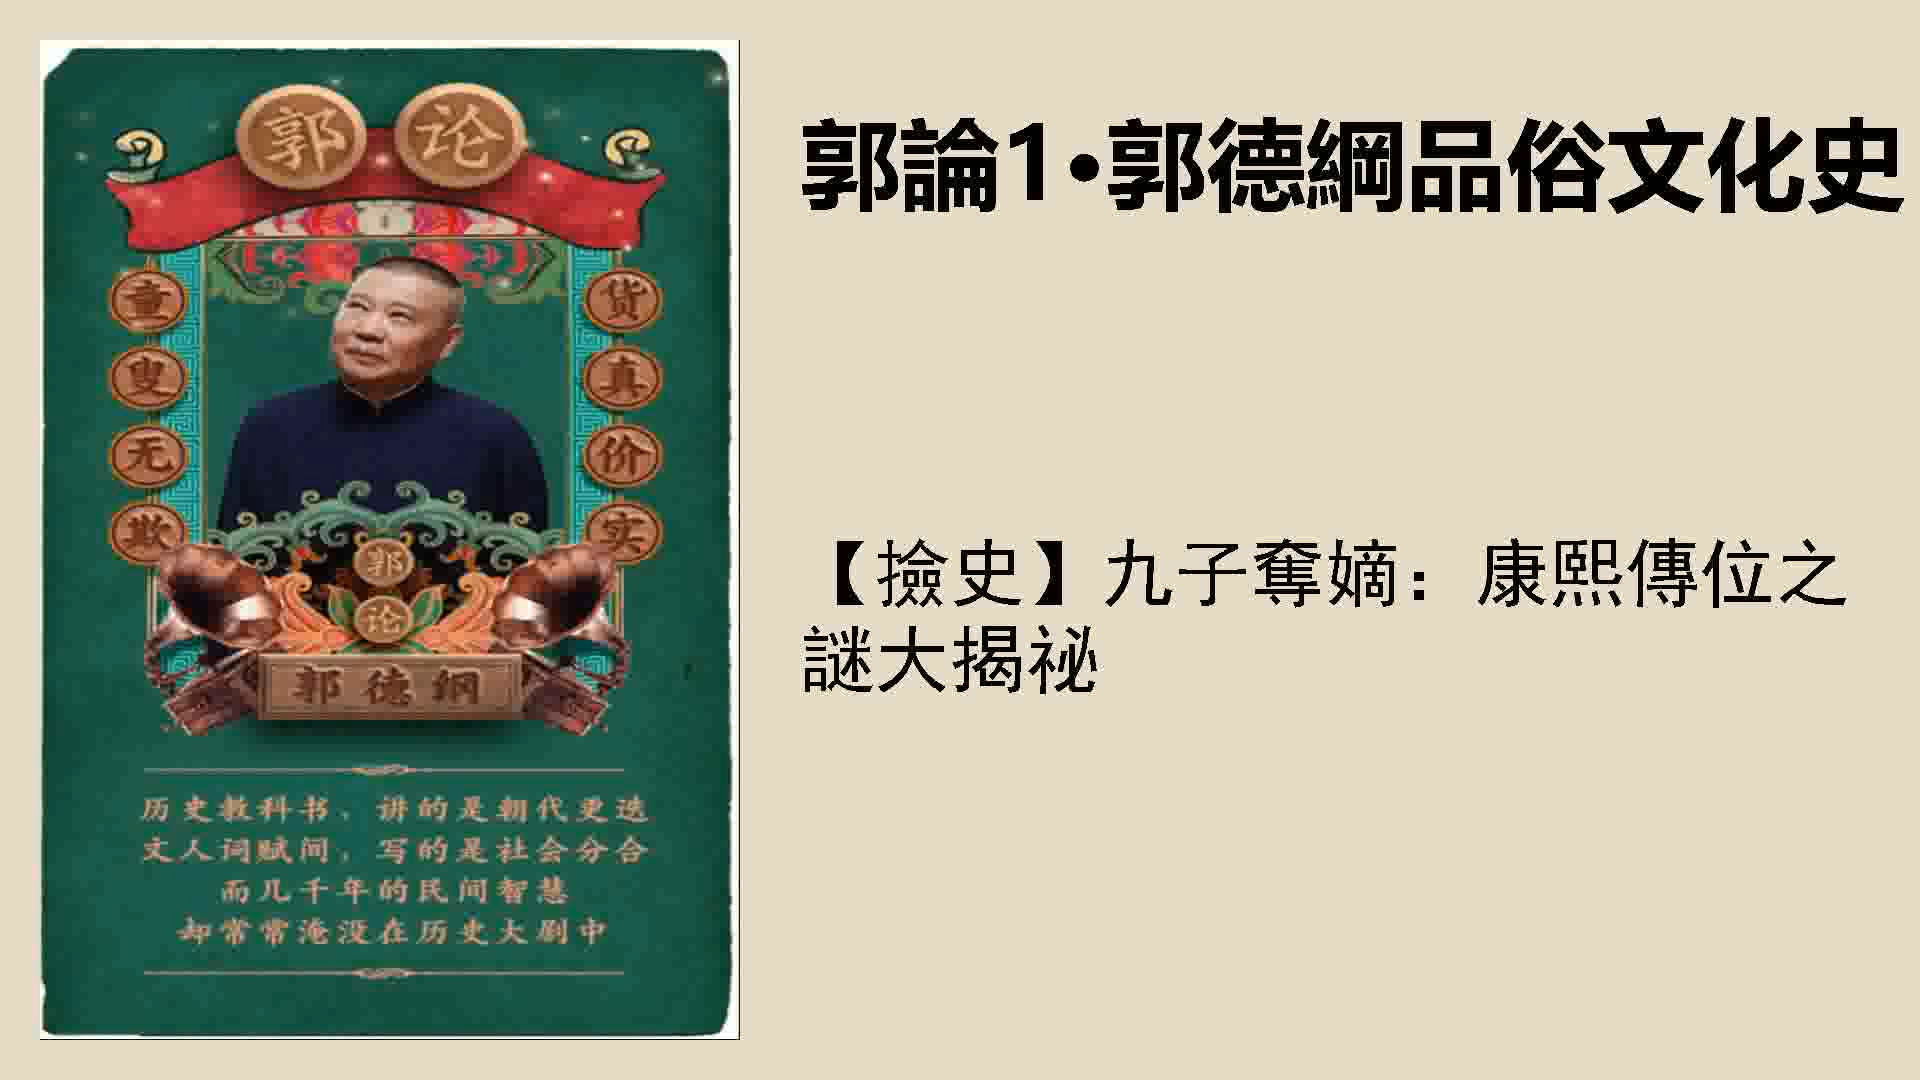 郭论
童叟无欺
货真价实
郭论
郭德纲
历史教科书，讲的是朝代更迭
文人词赋间，写的是社会分合
而几千年的民间智慧
却常常淹没在历史大剧中
郭論1·郭德綱品俗文化史
【撿史】九子奪嫡：康熙傳位之
謎大揭祕